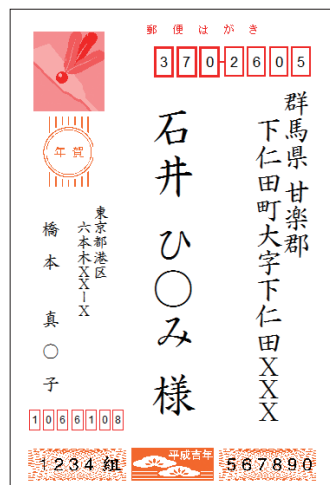 郵便はがき
370-2605
群馬県 甘楽郡
下仁田町大字下仁田XXX
石井 ひ〇み 様
年賀
東京都港区
六本木XX-X
橋本 真〇子
1066108
1234組
平成吉年
567890